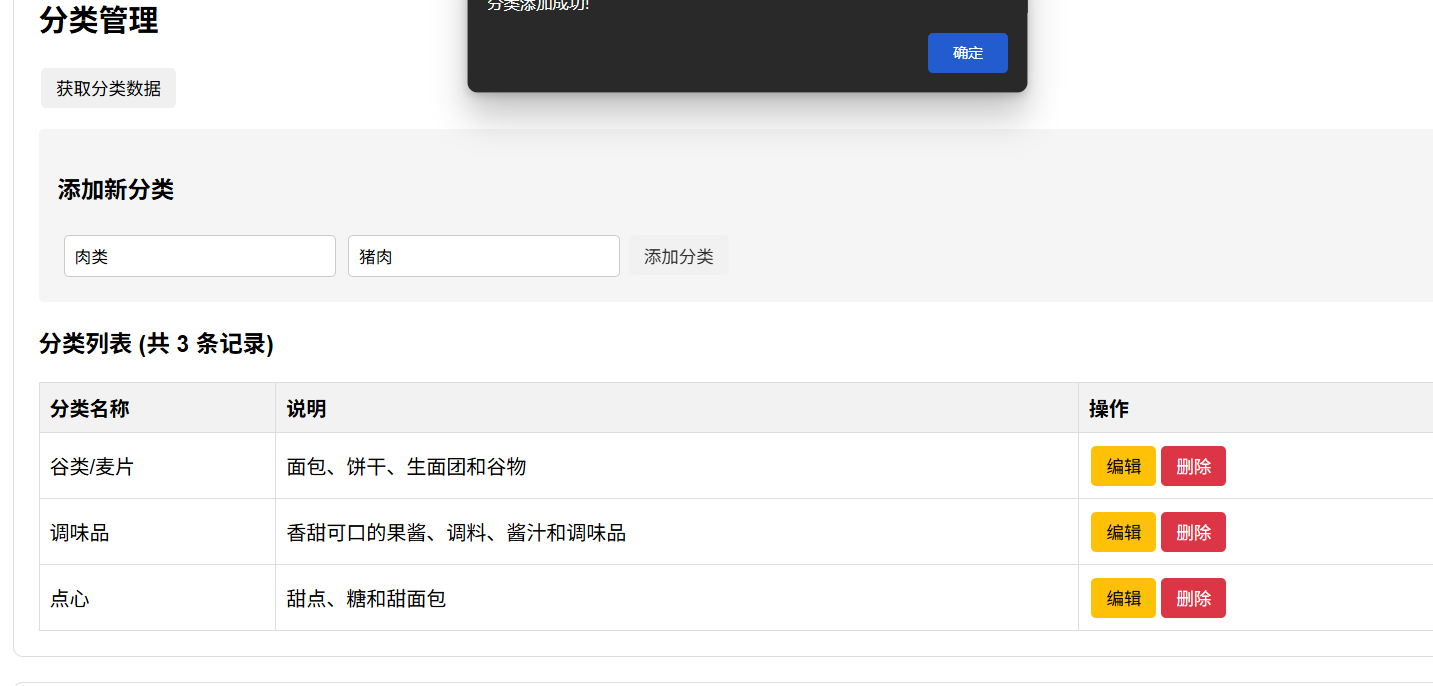 分类添加成功!
确定
分类管理
获取分类数据
添加新分类
肉类 猪肉 添加分类
分类列表 (共 3 条记录)
分类名称 说明 操作
谷类/麦片 面包、饼干、生面团和谷物 编辑 删除
调味品 香甜可口的果酱、调料、酱汁和调味品 编辑 删除
点心 甜点、糖和甜面包 编辑 删除